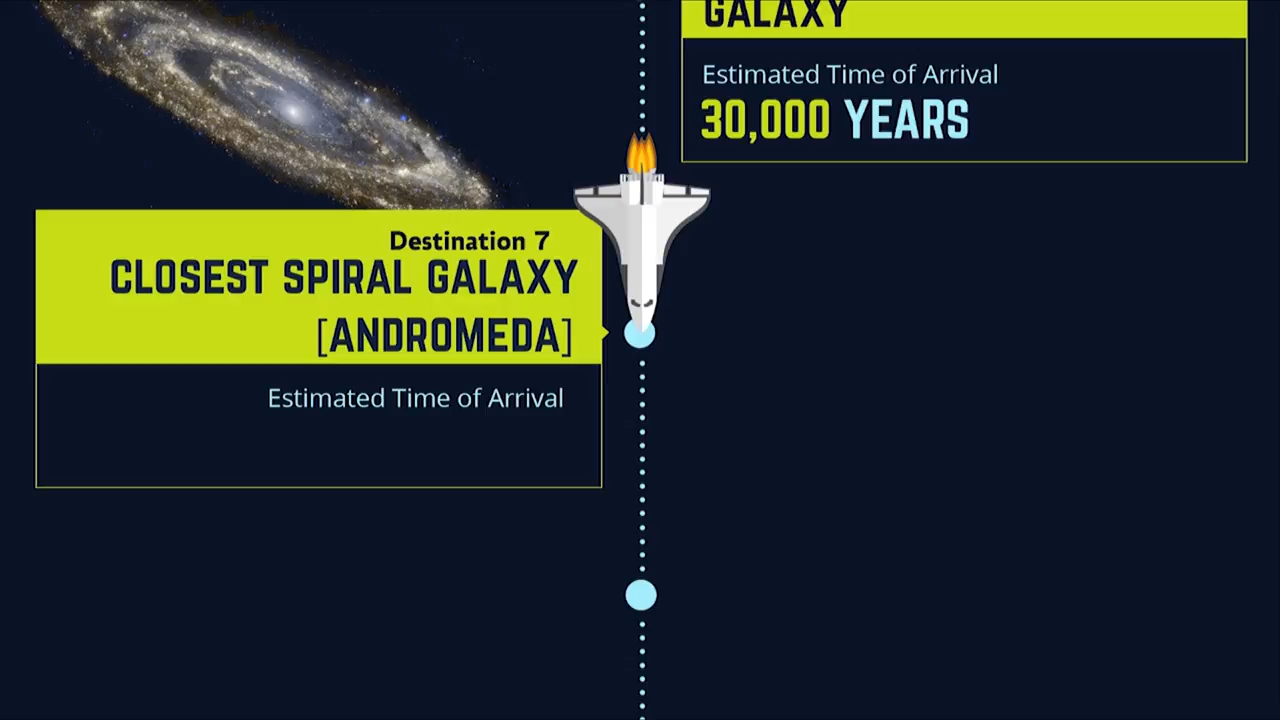 GALAXY
Estimated Time of Arrival
30,000 YEARS
Destination 7
CLOSEST SPIRAL GALAXY
[ANDROMEDA]
Estimated Time of Arrival